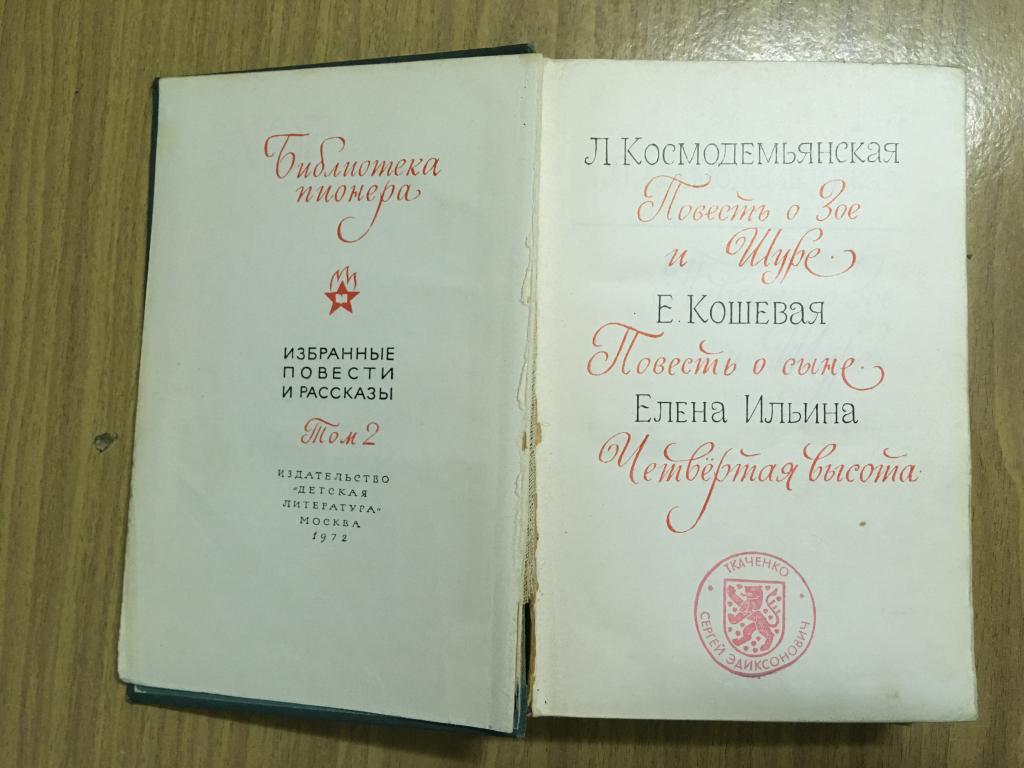 Библиотека
пионера
ИЗБРАННЫЕ
ПОВЕСТИ
И РАССКАЗЫ
Том 2
ИЗДАТЕЛЬСТВО
"ДЕТСКАЯ
ЛИТЕРАТУРА"
МОСКВА
1972
Л. КОСМОДЕМЬЯНСКАЯ
Повесть о Зое
и Шуре.
Е. КОШЕВАЯ
Повесть о сыне.
ЕЛЕНА ИЛЬИНА
Четвёртая высота.
ТКАЧЕНКО
СЕРГЕЙ ЭДИКСОНОВИЧ